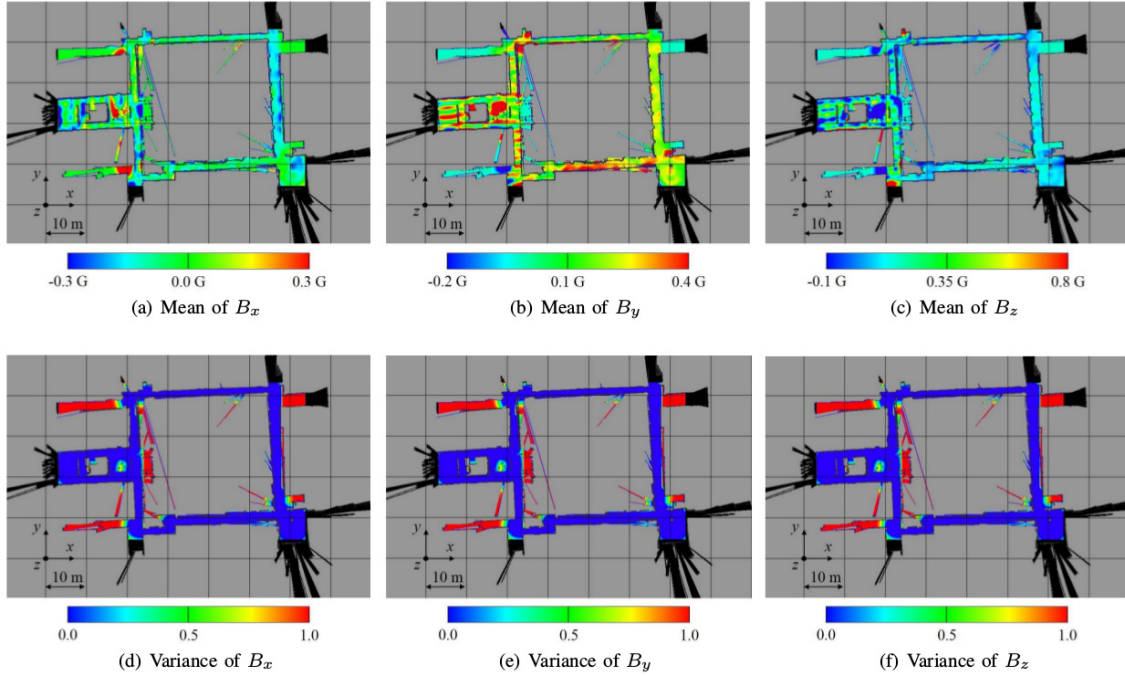 y
x
z
10 m
y
x
z
10 m
y
x
z
10 m
-0.3 G 0.0 G 0.3 G
-0.2 G 0.1 G 0.4 G
-0.1 G 0.35 G 0.8 G
(a) Mean of Bx
(b) Mean of By
(c) Mean of Bz
y
x
z
10 m
y
x
z
10 m
y
x
z
10 m
0.0 0.5 1.0
0.0 0.5 1.0
0.0 0.5 1.0
(d) Variance of Bx
(e) Variance of By
(f) Variance of Bz